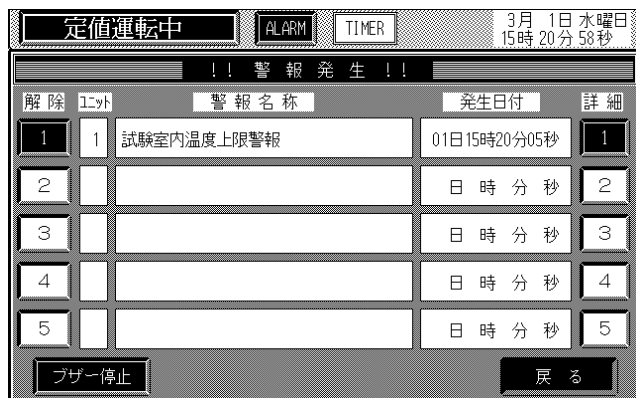 定値運転中 ALARM TIMER 3月 1日 水曜日
15時 20分 58秒
!! 警報発生 !!
解除 ユニット 警報名称 発生日付 詳細
1 1 試験室内温度上限警報 01日15時20分05秒 1
2 日 時 分 秒 2
3 日 時 分 秒 3
4 日 時 分 秒 4
5 日 時 分 秒 5
ブザー停止 戻る